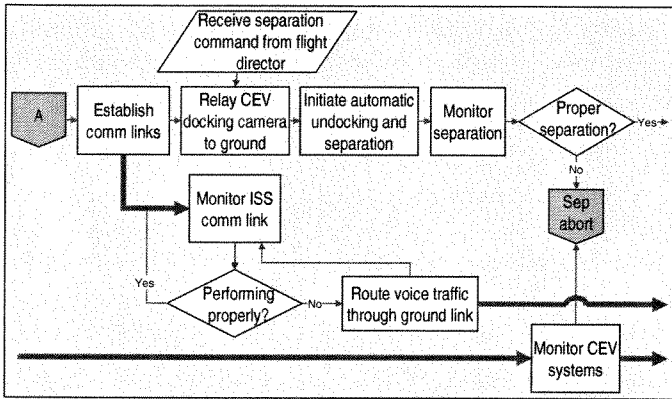 Receive separation
command from flight
director
A
Establish
comm links
Relay CEV
docking camera
to ground
Initiate automatic
undocking and
separation
Monitor
separation
Proper
separation?
Yes
No
Sep
abort
Monitor ISS
comm link
Yes
Performing
properly?
No
Route voice traffic
through ground link
Monitor CEV
systems